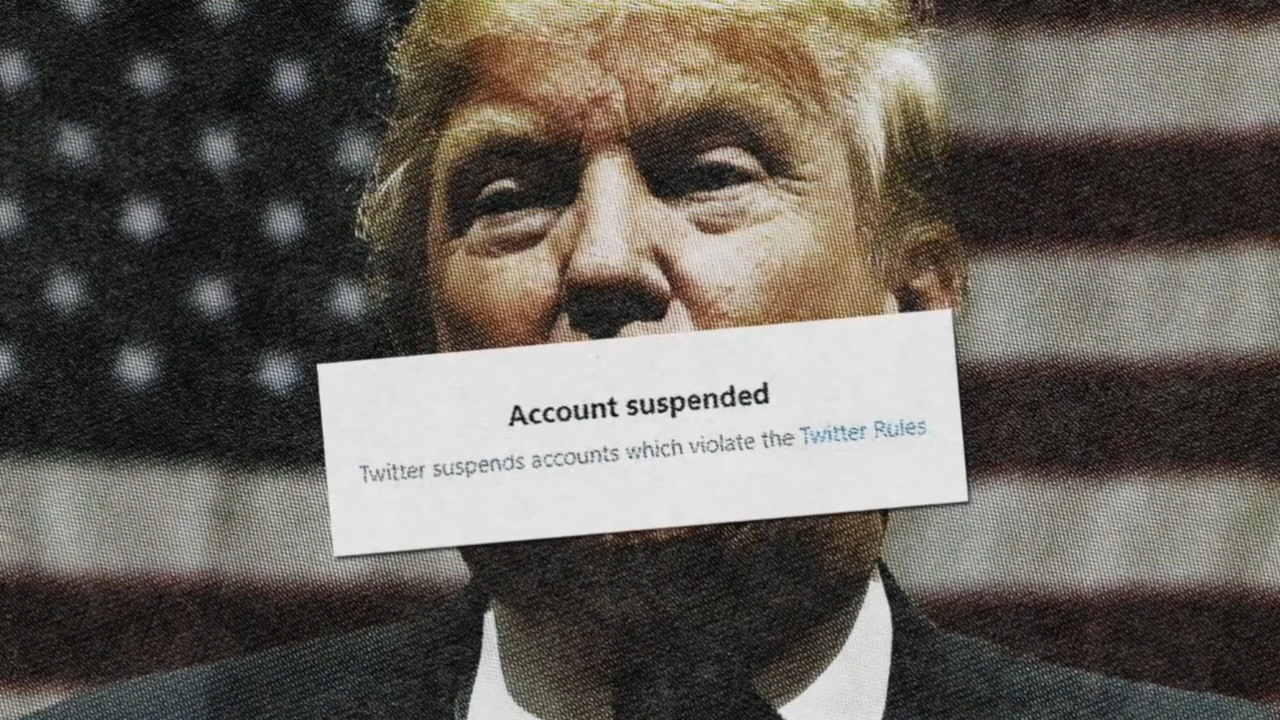 Account suspended
Twitter suspends accounts which violate the Twitter Rules